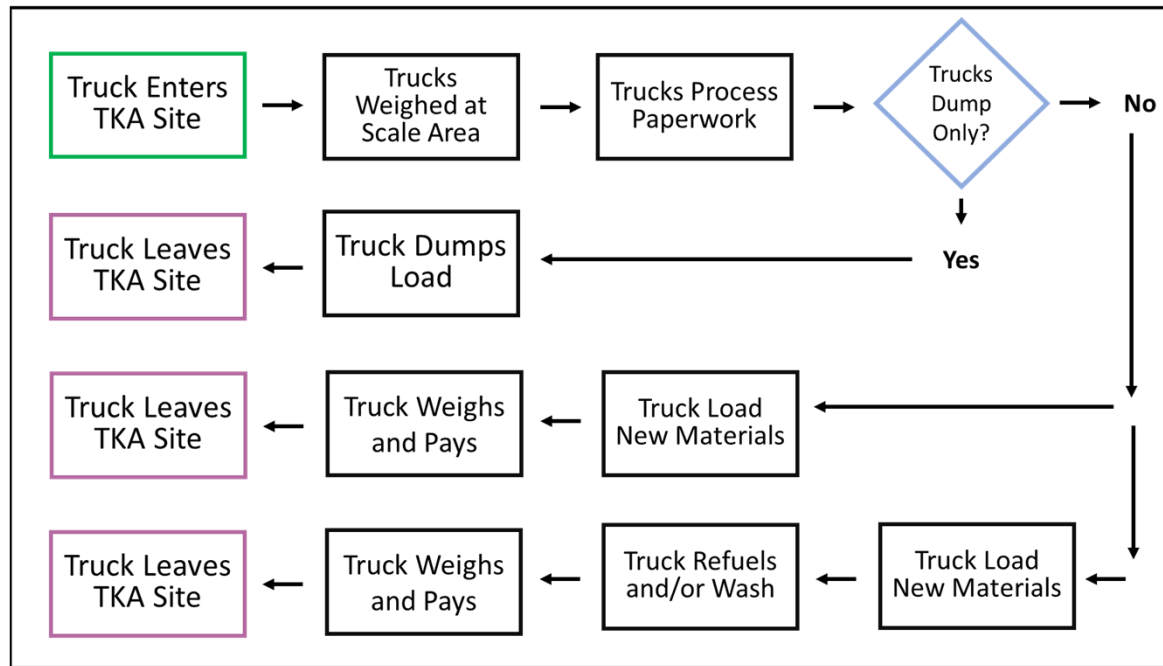 Truck Enters
TKA Site
Trucks
Weighed at
Scale Area
Trucks Process
Paperwork
Trucks
Dump
Only?
No
Yes
Truck Dumps
Load
Truck Leaves
TKA Site
Truck Load
New Materials
Truck Weighs
and Pays
Truck Leaves
TKA Site
Truck Load
New Materials
Truck Refuels
and/or Wash
Truck Weighs
and Pays
Truck Leaves
TKA Site